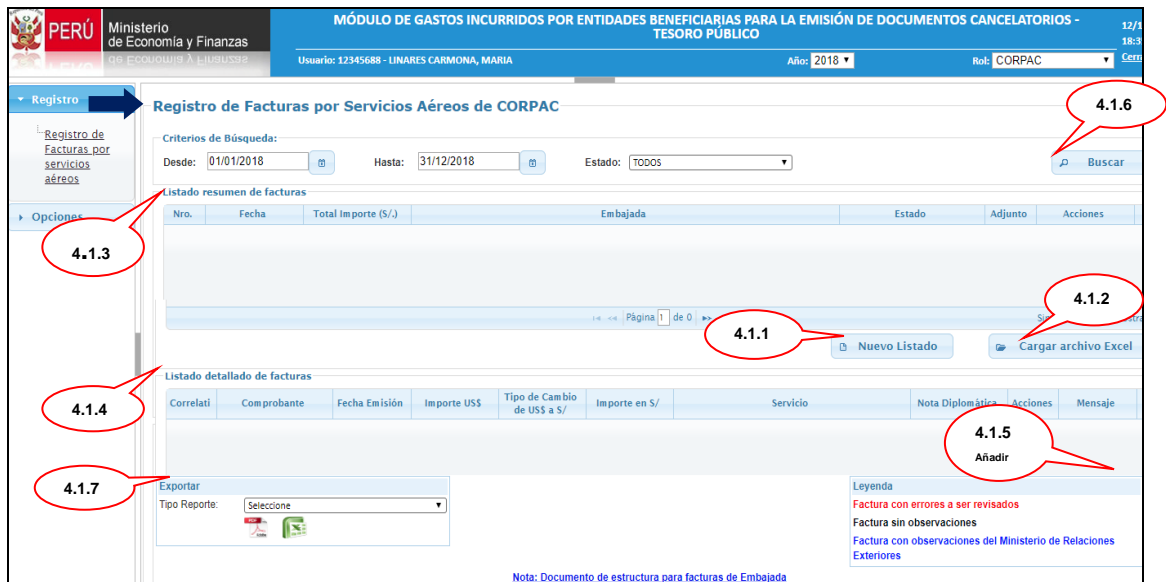 PERÚ
Ministerio
de Economía y Finanzas
MÓDULO DE GASTOS INCURRIDOS POR ENTIDADES BENEFICIARIAS PARA LA EMISIÓN DE DOCUMENTOS CANCELATORIOS -
TESORO PÚBLICO
12/1
18:3
Usuario: 12345688 - LINARES CARMONA, MARIA
Año: 2018
Rol: CORPAC
Cerr
Registro
Registro de
Facturas por
servicios
aéreos
Opciones
Registro de Facturas por Servicios Aéreos de CORPAC
4.1.6
Criterios de Búsqueda:
Desde: 01/01/2018
Hasta: 31/12/2018
Estado: TODOS
Buscar
Listado resumen de facturas
Nro. Fecha Total Importe (S/.) Embajada Estado Adjunto Acciones
4.1.3
Página 1 de 0
4.1.2
4.1.1
Nuevo Listado
Cargar archivo Excel
Listado detallado de facturas
Correlati Comprobante Fecha Emisión Importe US$ Tipo de Cambio de US$ a S/ Importe en S/ Servicio Nota Diplomática Acciones Mensaje
4.1.4
4.1.5
Añadir
4.1.7
Exportar
Tipo Reporte: Seleccione
Leyenda
Factura con errores a ser revisados
Factura sin observaciones
Factura con observaciones del Ministerio de Relaciones
Exteriores
Nota: Documento de estructura para facturas de Embajada